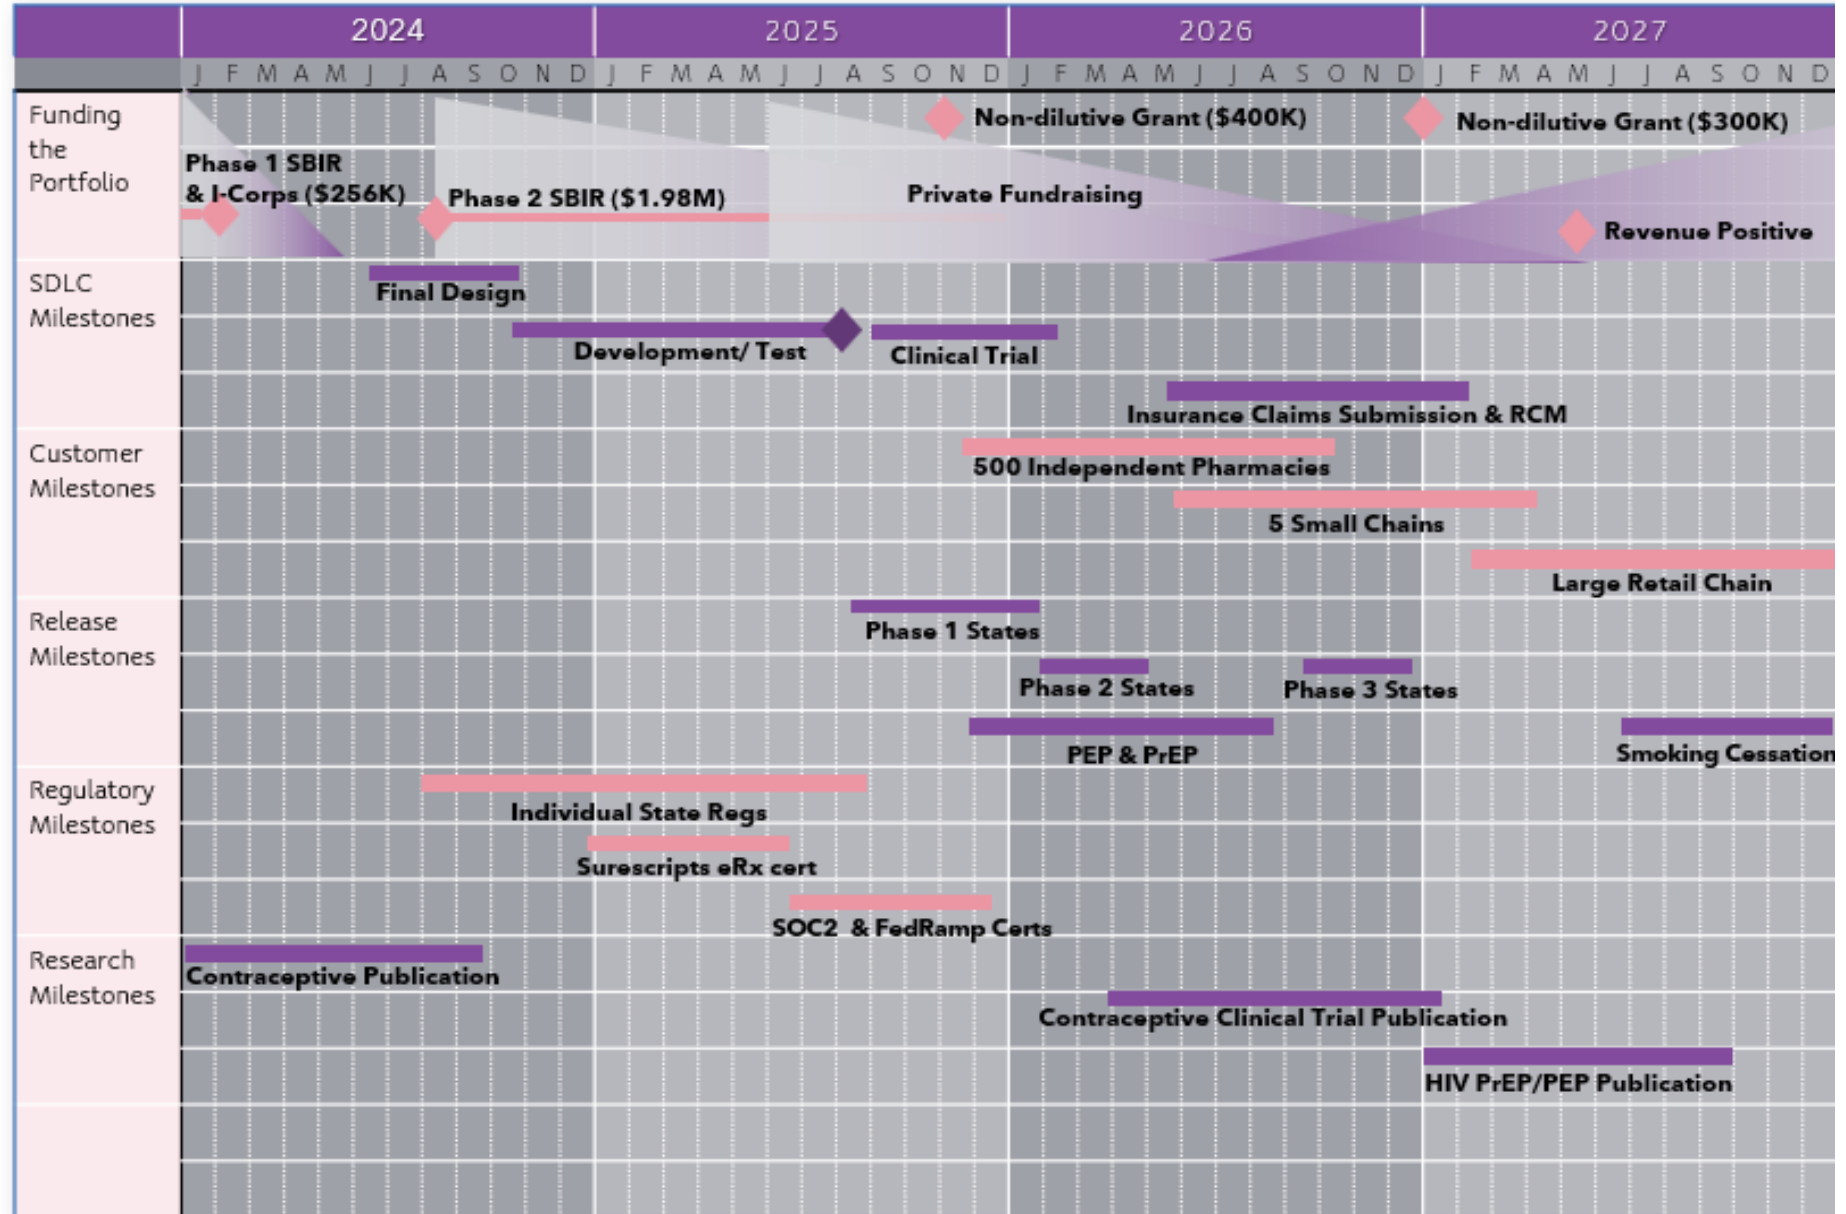 2024 2025 2026 2027
J F M A M J J A S O N D J F M A M J J A S O N D J F M A M J J A S O N D J F M A M J J A S O N D
Funding
the
Portfolio
Non-dilutive Grant ($400K)
Non-dilutive Grant ($300K)
Phase 1 SBIR
& I-Corps ($256K)
Phase 2 SBIR ($1.98M)
Private Fundraising
Revenue Positive
SDLC
Milestones
Final Design
Development/ Test
Clinical Trial
Insurance Claims Submission & RCM
Customer
Milestones
500 Independent Pharmacies
5 Small Chains
Large Retail Chain
Release
Milestones
Phase 1 States
Phase 2 States
Phase 3 States
PEP & PrEP
Smoking Cessation
Regulatory
Milestones
Individual State Regs
Surescripts eRx cert
SOC2 & FedRamp Certs
Research
Milestones
Contraceptive Publication
Contraceptive Clinical Trial Publication
HIV PrEP/PEP Publication